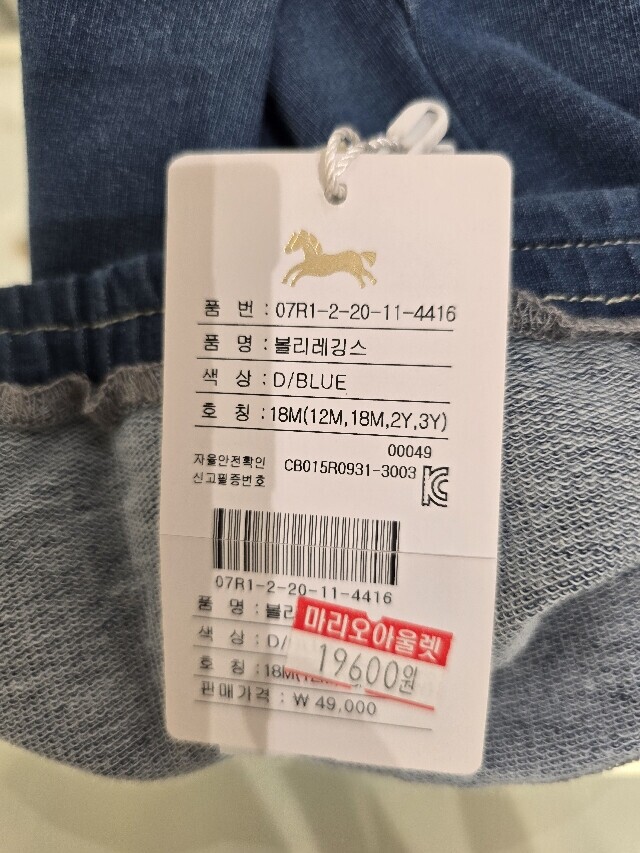 품 번 : 07R1-2-20-11-4416
품 명 : 볼리레깅스
색 상 : D/BLUE
호 칭 : 18M(12M,18M,2Y,3Y)
00049
자율안전확인
신고필증번호 CB015R0931-3003
07R1-2-20-11-4416
품 명 : 볼리
마리오아울렛
색 상 : D/
19600원
호 칭 : 18M(12M
판매가격 : ₩ 49,000